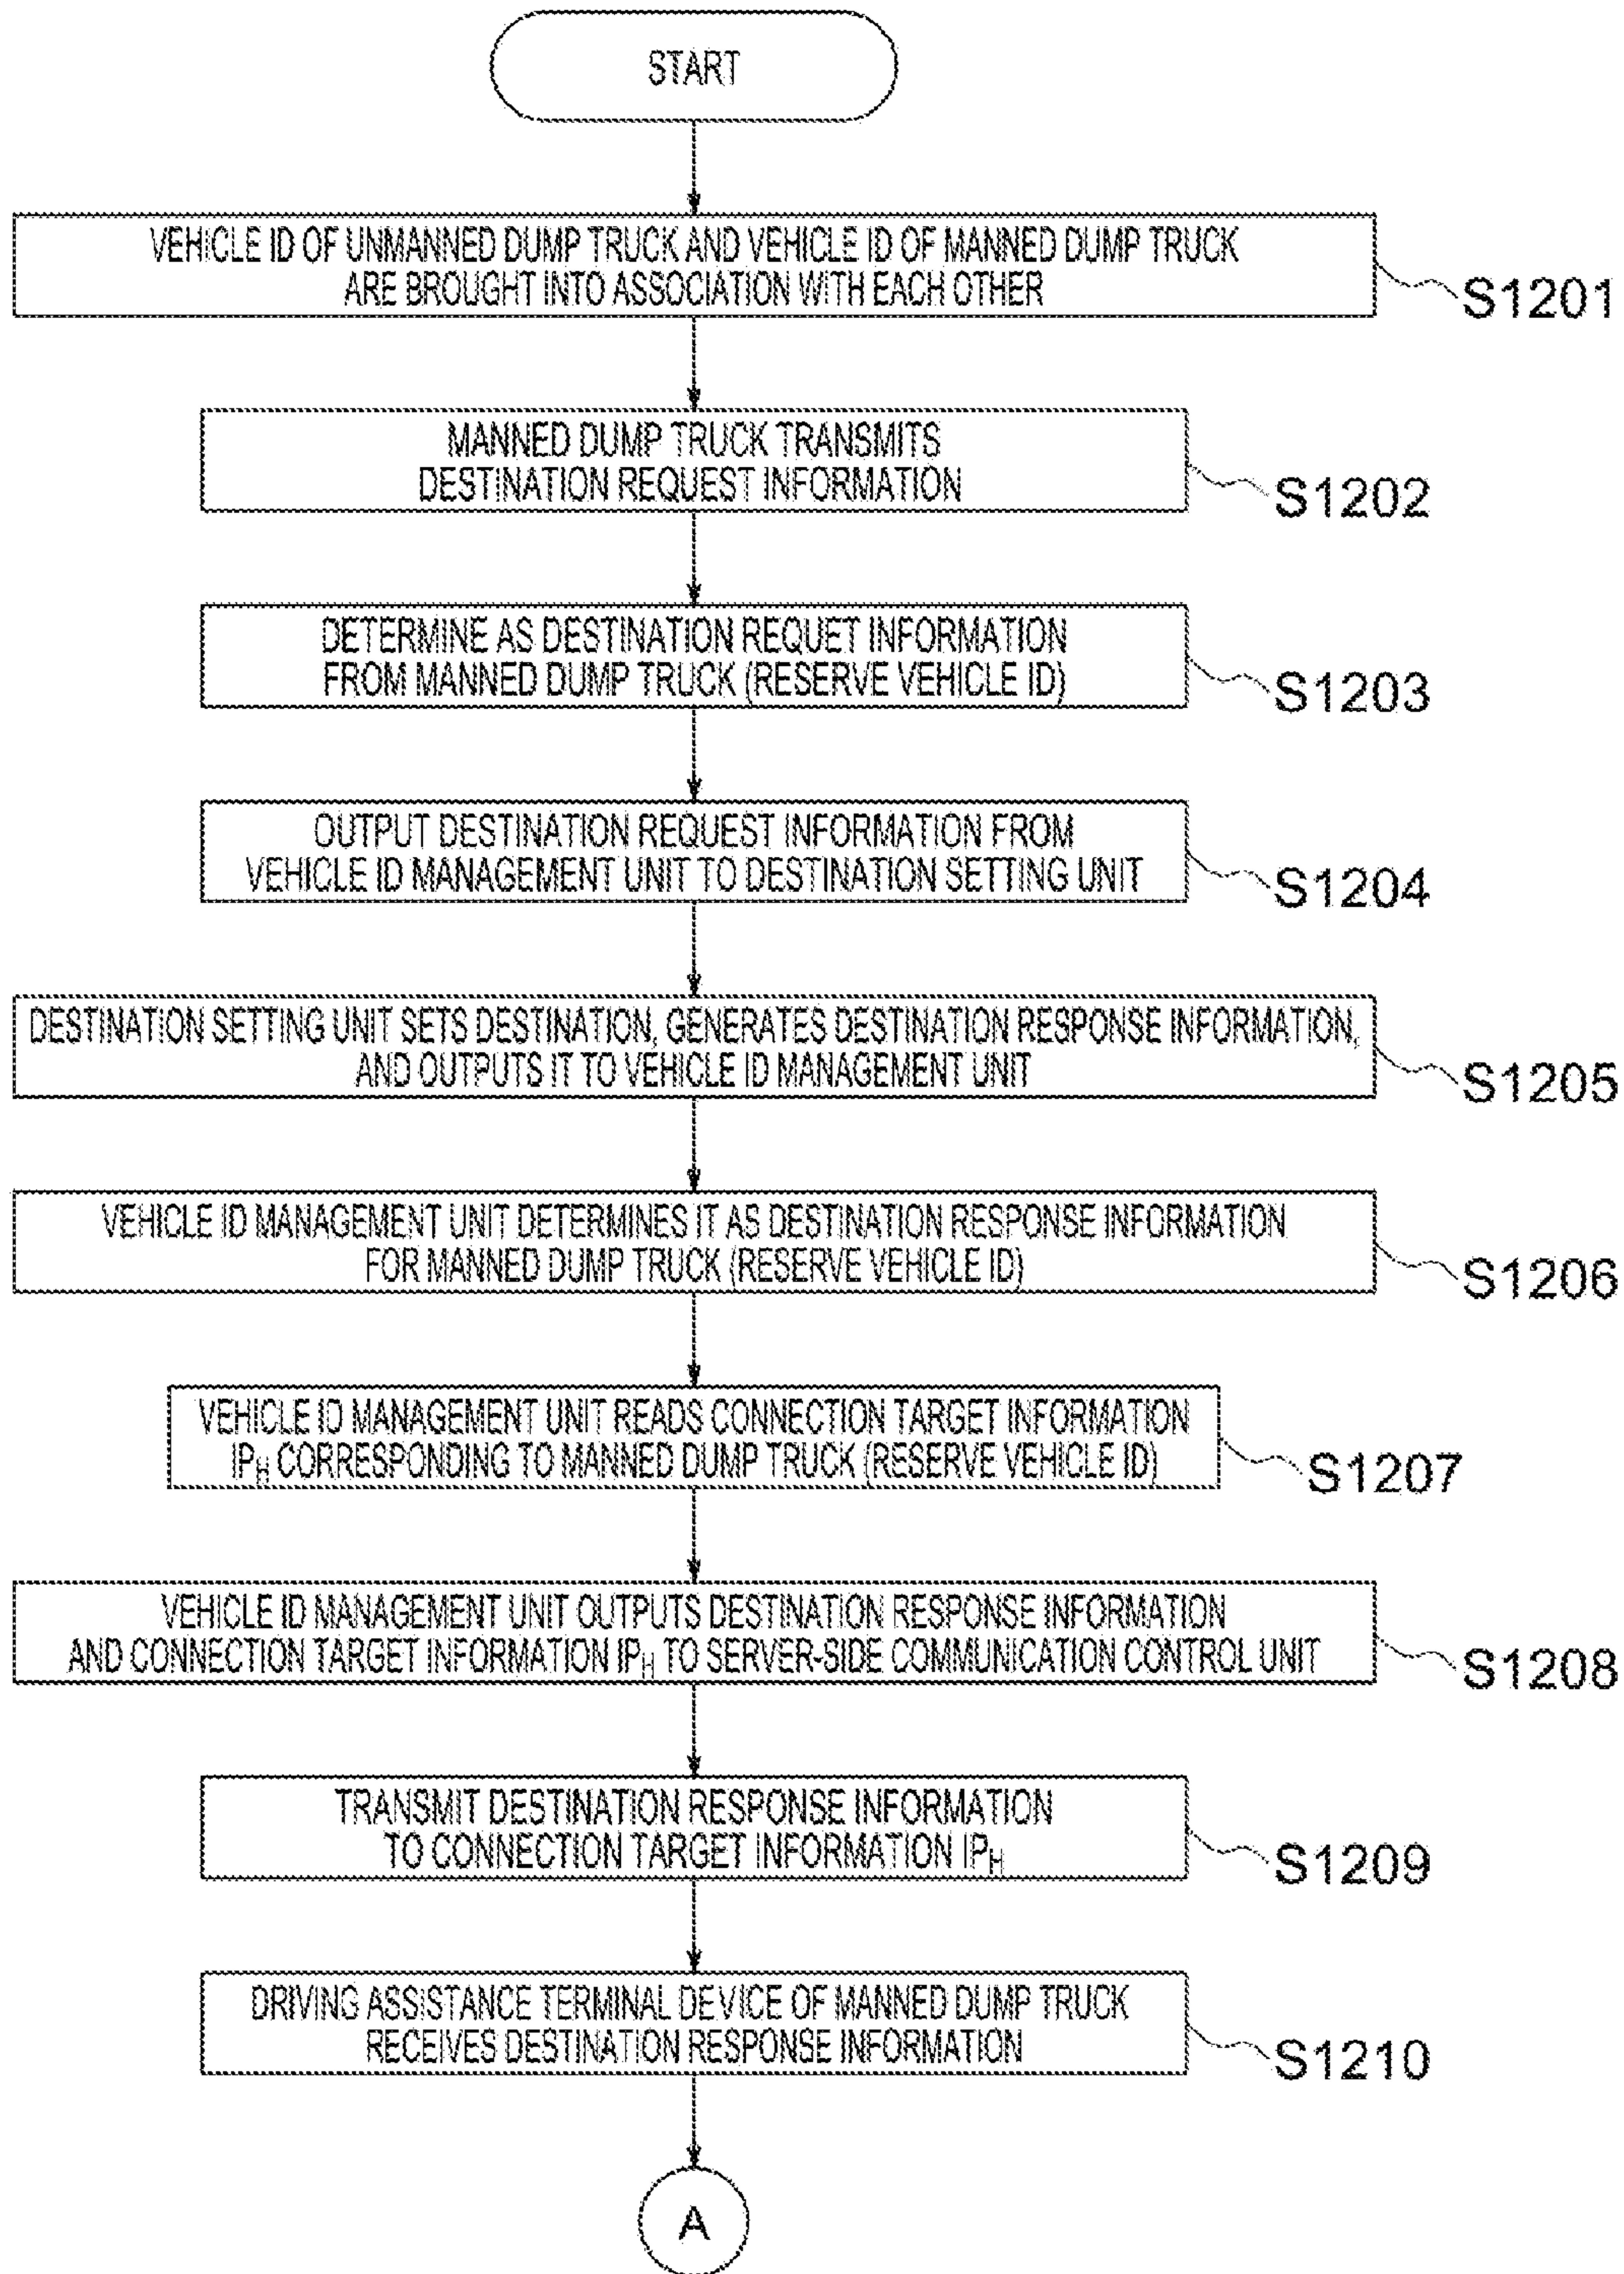 START
VEHICLE ID OF UNMANNED DUMP TRUCK AND VEHICLE ID OF MANNED DUMP TRUCK
ARE BROUGHT INTO ASSOCIATION WITH EACH OTHER
S1201
MANNED DUMP TRUCK TRANSMITS
DESTINATION REQUEST INFORMATION
S1202
DETERMINE AS DESTINATION REQUET INFORMATION
FROM MANNED DUMP TRUCK (RESERVE VEHICLE ID)
S1203
OUTPUT DESTINATION REQUEST INFORMATION FROM
VEHICLE ID MANAGEMENT UNIT TO DESTINATION SETTING UNIT
S1204
DESTINATION SETTING UNIT SETS DESTINATION, GENERATES DESTINATION RESPONSE INFORMATION,
AND OUTPUTS IT TO VEHICLE ID MANAGEMENT UNIT
S1205
VEHICLE ID MANAGEMENT UNIT DETERMINES IT AS DESTINATION RESPONSE INFORMATION
FOR MANNED DUMP TRUCK (RESERVE VEHICLE ID)
S1206
VEHICLE ID MANAGEMENT UNIT READS CONNECTION TARGET INFORMATION
IPH CORRESPONDING TO MANNED DUMP TRUCK (RESERVE VEHICLE ID)
S1207
VEHICLE ID MANAGEMENT UNIT OUTPUTS DESTINATION RESPONSE INFORMATION
AND CONNECTION TARGET INFORMATION IPH TO SERVER-SIDE COMMUNICATION CONTROL UNIT
S1208
TRANSMIT DESTINATION RESPONSE INFORMATION
TO CONNECTION TARGET INFORMATION IPH
S1209
DRIVING ASSISTANCE TERMINAL DEVICE OF MANNED DUMP TRUCK
RECEIVES DESTINATION RESPONSE INFORMATION
S1210
A